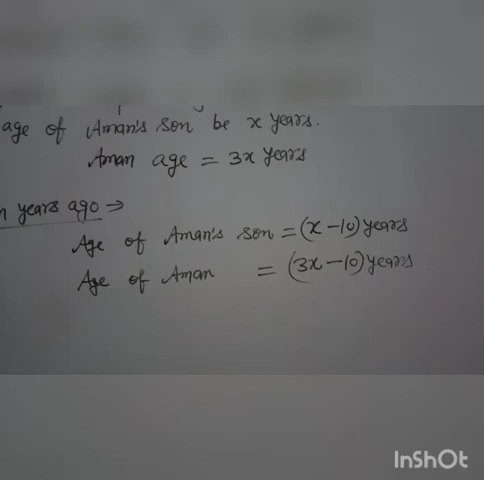 age of Aman's son be x years.
Aman age = 3x years
n years ago ⇒
Age of Aman's son = (x-10) years
Age of Aman = (3x-10) years
InShOt